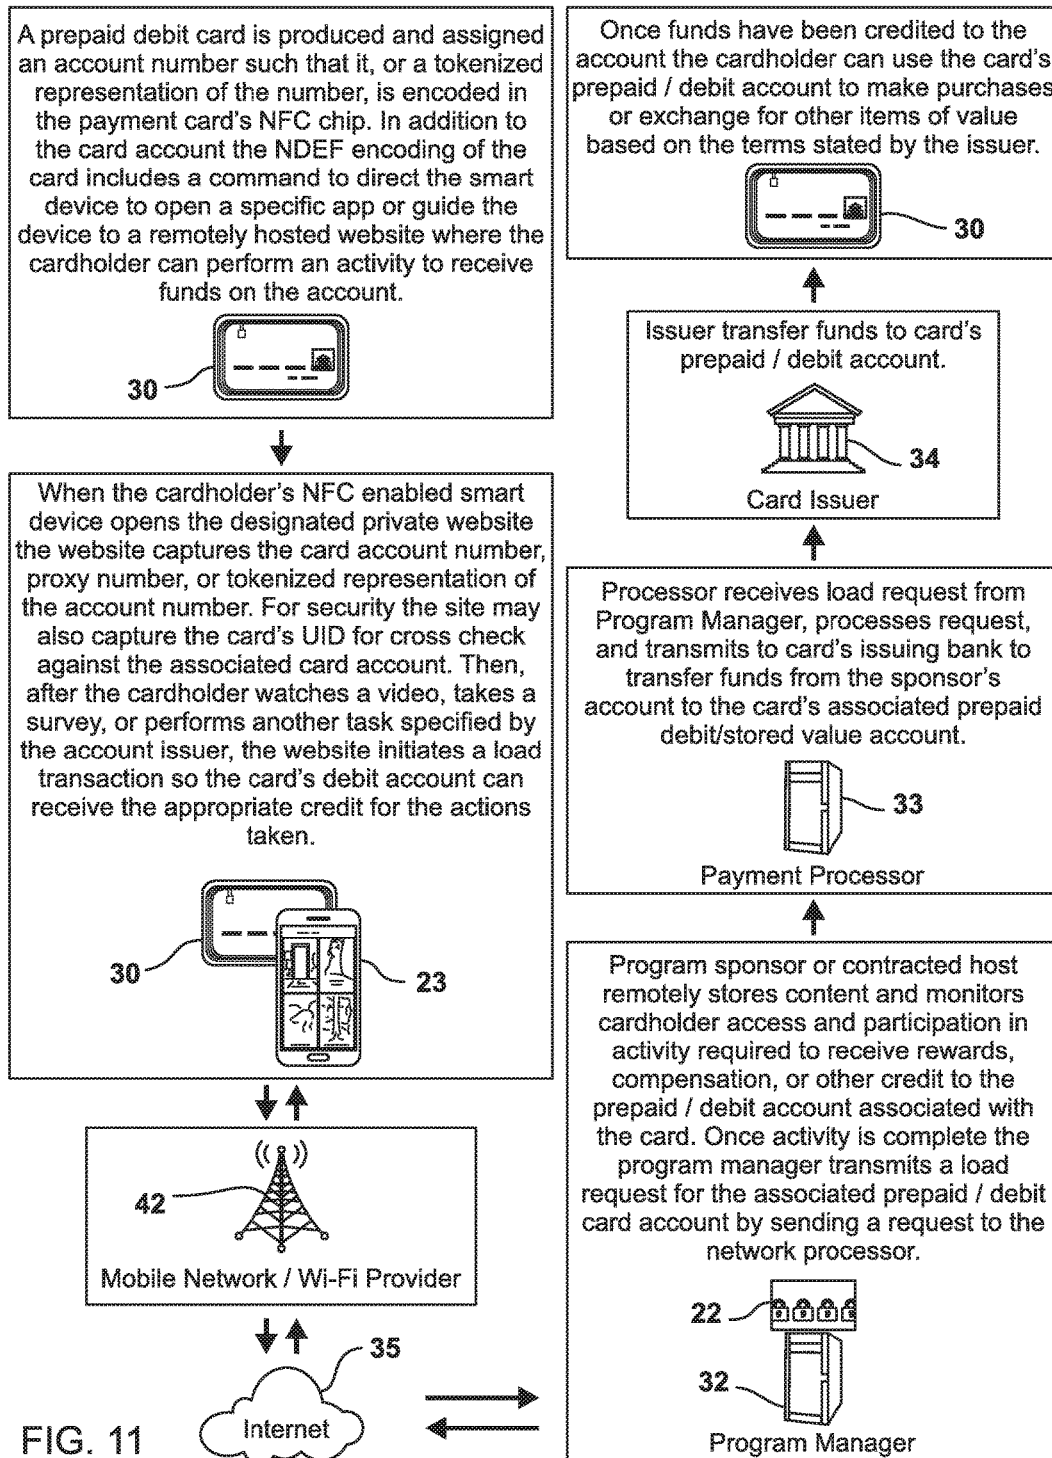 A prepaid debit card is produced and assigned
an account number such that it, or a tokenized
representation of the number, is encoded in
the payment card's NFC chip. In addition to
the card account the NDEF encoding of the
card includes a command to direct the smart
device to open a specific app or guide the
device to a remotely hosted website where the
cardholder can perform an activity to receive
funds on the account.
30
When the cardholder's NFC enabled smart
device opens the designated private website
the website captures the card account number,
proxy number, or tokenized representation of
the account number. For security the site may
also capture the card's UID for cross check
against the associated card account. Then,
after the cardholder watches a video, takes a
survey, or performs another task specified by
the account issuer, the website initiates a load
transaction so the card's debit account can
receive the appropriate credit for the actions
taken.
30
23
42
Mobile Network / Wi-Fi Provider
35
Internet
FIG. 11
Program sponsor or contracted host
remotely stores content and monitors
cardholder access and participation in
activity required to receive rewards,
compensation, or other credit to the
prepaid / debit account associated with
the card. Once activity is complete the
program manager transmits a load
request for the associated prepaid / debit
card account by sending a request to the
network processor.
22
32
Program Manager
Processor receives load request from
Program Manager, processes request,
and transmits to card's issuing bank to
transfer funds from the sponsor's
account to the card's associated prepaid
debit/stored value account.
33
Payment Processor
Issuer transfer funds to card's
prepaid / debit account.
34
Card Issuer
Once funds have been credited to the
account the cardholder can use the card's
prepaid / debit account to make purchases
or exchange for other items of value
based on the terms stated by the issuer.
30